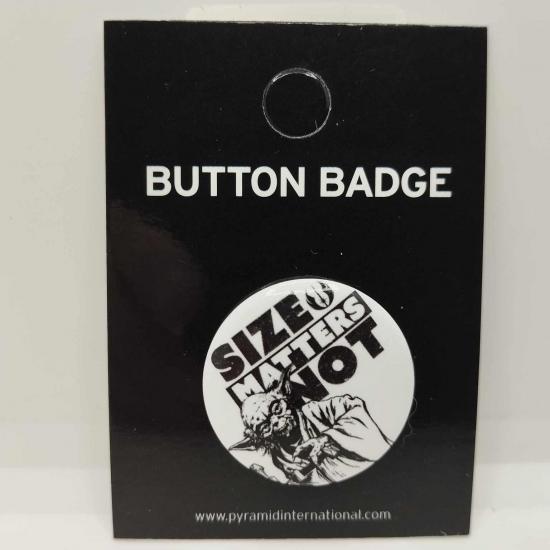 BUTTON BADGE
SIZE
MATTERS
NOT
www.pyramidinternational.com